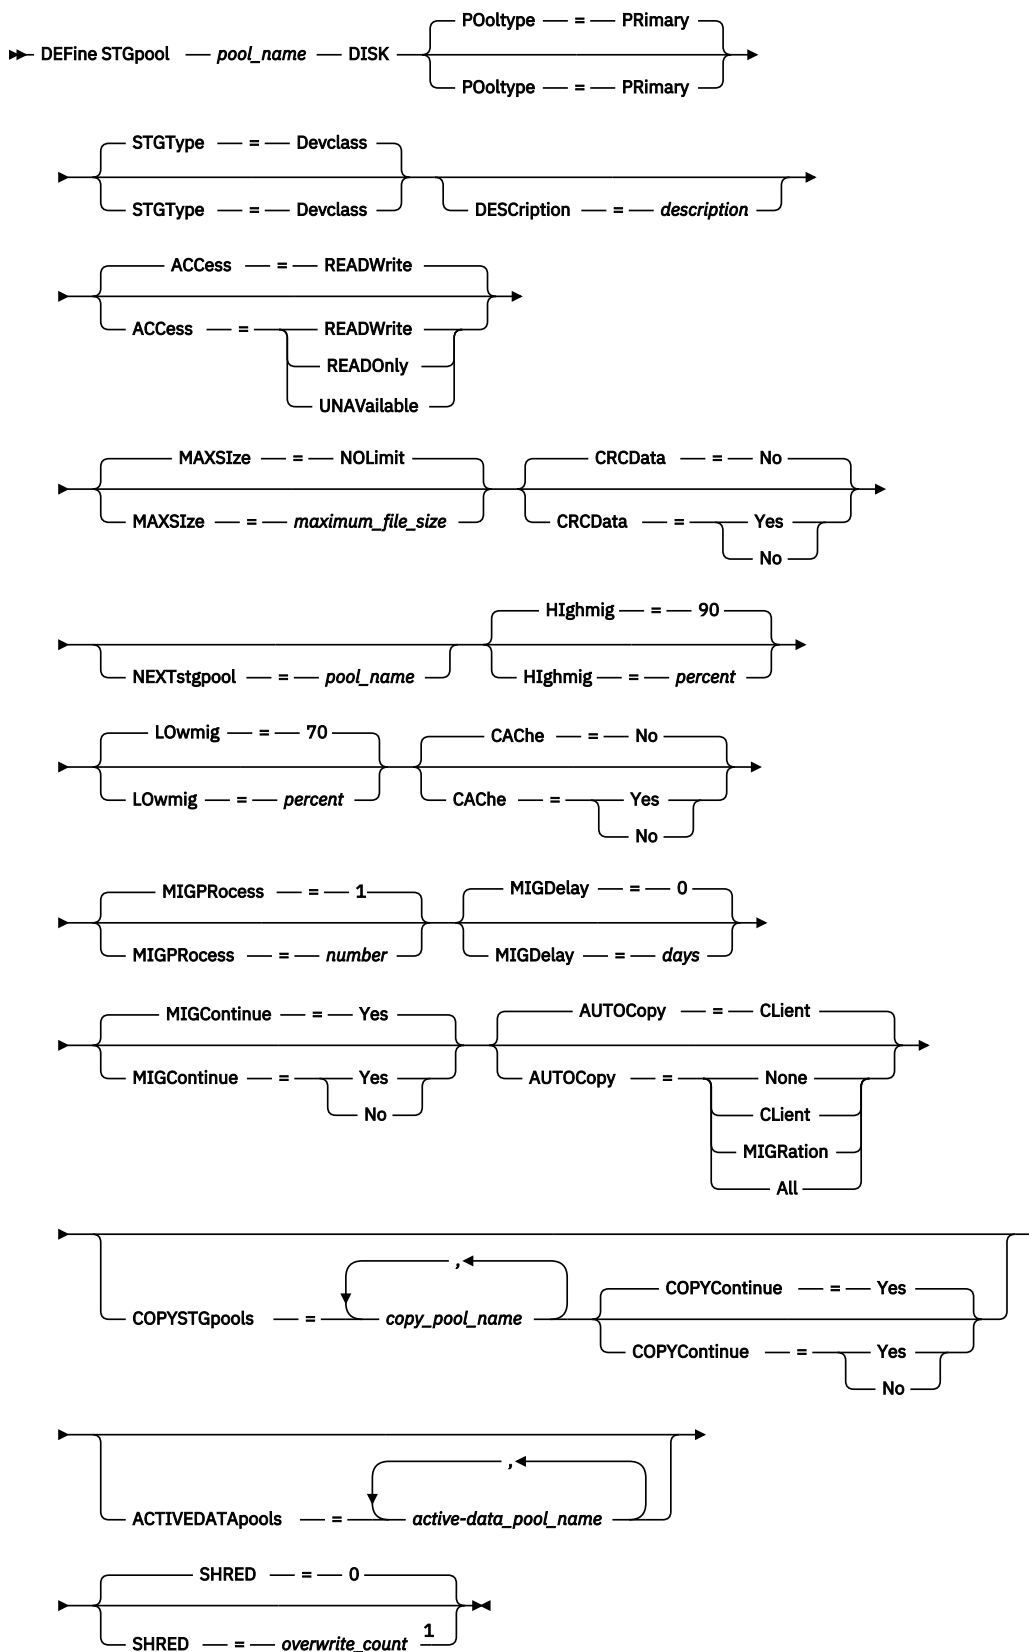 POoltype = PRimary
DEFine STGpool pool_name DISK
POoltype = PRimary
STGType = Devclass
STGType = Devclass
DESCription = description
ACCess = READWrite
ACCess = READWrite
READOnly
UNAVailable
MAXSIze = NOLimit CRCData = No
MAXSIze = maximum_file_size CRCData = Yes
No
HIghmig = 90
NEXTstgpool = pool_name HIghmig = percent
LOwmig = 70 CAChe = No
LOwmig = percent CAChe = Yes
No
MIGPRocess = 1 MIGDelay = 0
MIGPRocess = number MIGDelay = days
MIGContinue = Yes AUTOCopy = CLient
MIGContinue = Yes AUTOCopy = None
No CLient
MIGRation
All
,
COPYContinue = Yes
COPYSTGpools = copy_pool_name
COPYContinue = Yes
No
,
ACTIVEDATApools = active-data_pool_name
SHRED = 0
SHRED = overwrite_count 1